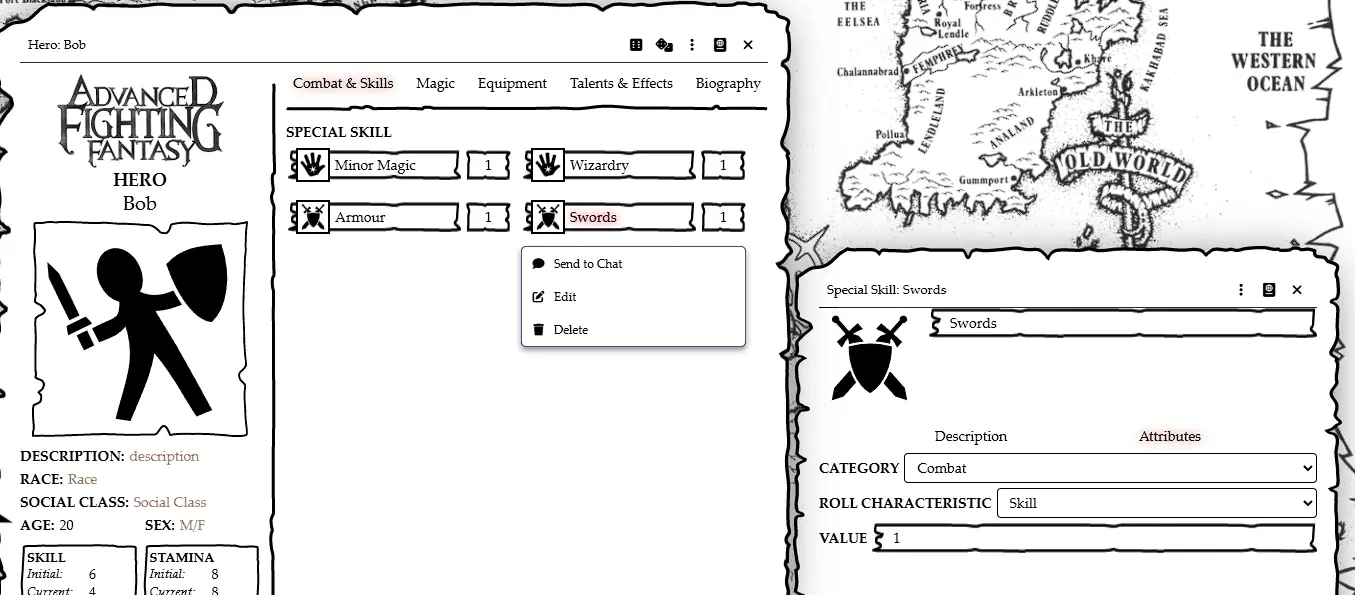 Hero: Bob
ADVANCED
FIGHTING
FANTASY
HERO
Bob
DESCRIPTION: description
RACE: Race
SOCIAL CLASS: Social Class
AGE: 20 SEX: M/F
SKILL
Initial: 6
Current: 4
STAMINA
Initial: 8
Current: 8
Combat & Skills Magic Equipment Talents & Effects Biography
SPECIAL SKILL
Minor Magic 1 Wizardry 1
Armour 1 Swords 1
Send to Chat
Edit
Delete
THE
EELSEA
Fortress
Royal
Lendle
Chalannabrad
FEMPHREY
Khare
Arkleton
KAKHABAD SEA
LENDLELAND
ANALAND
Pollua
Gummport
THE
OLD WORLD
THE
WESTERN
OCEAN
Special Skill: Swords
Swords
Description Attributes
CATEGORY Combat
ROLL CHARACTERISTIC Skill
VALUE 1